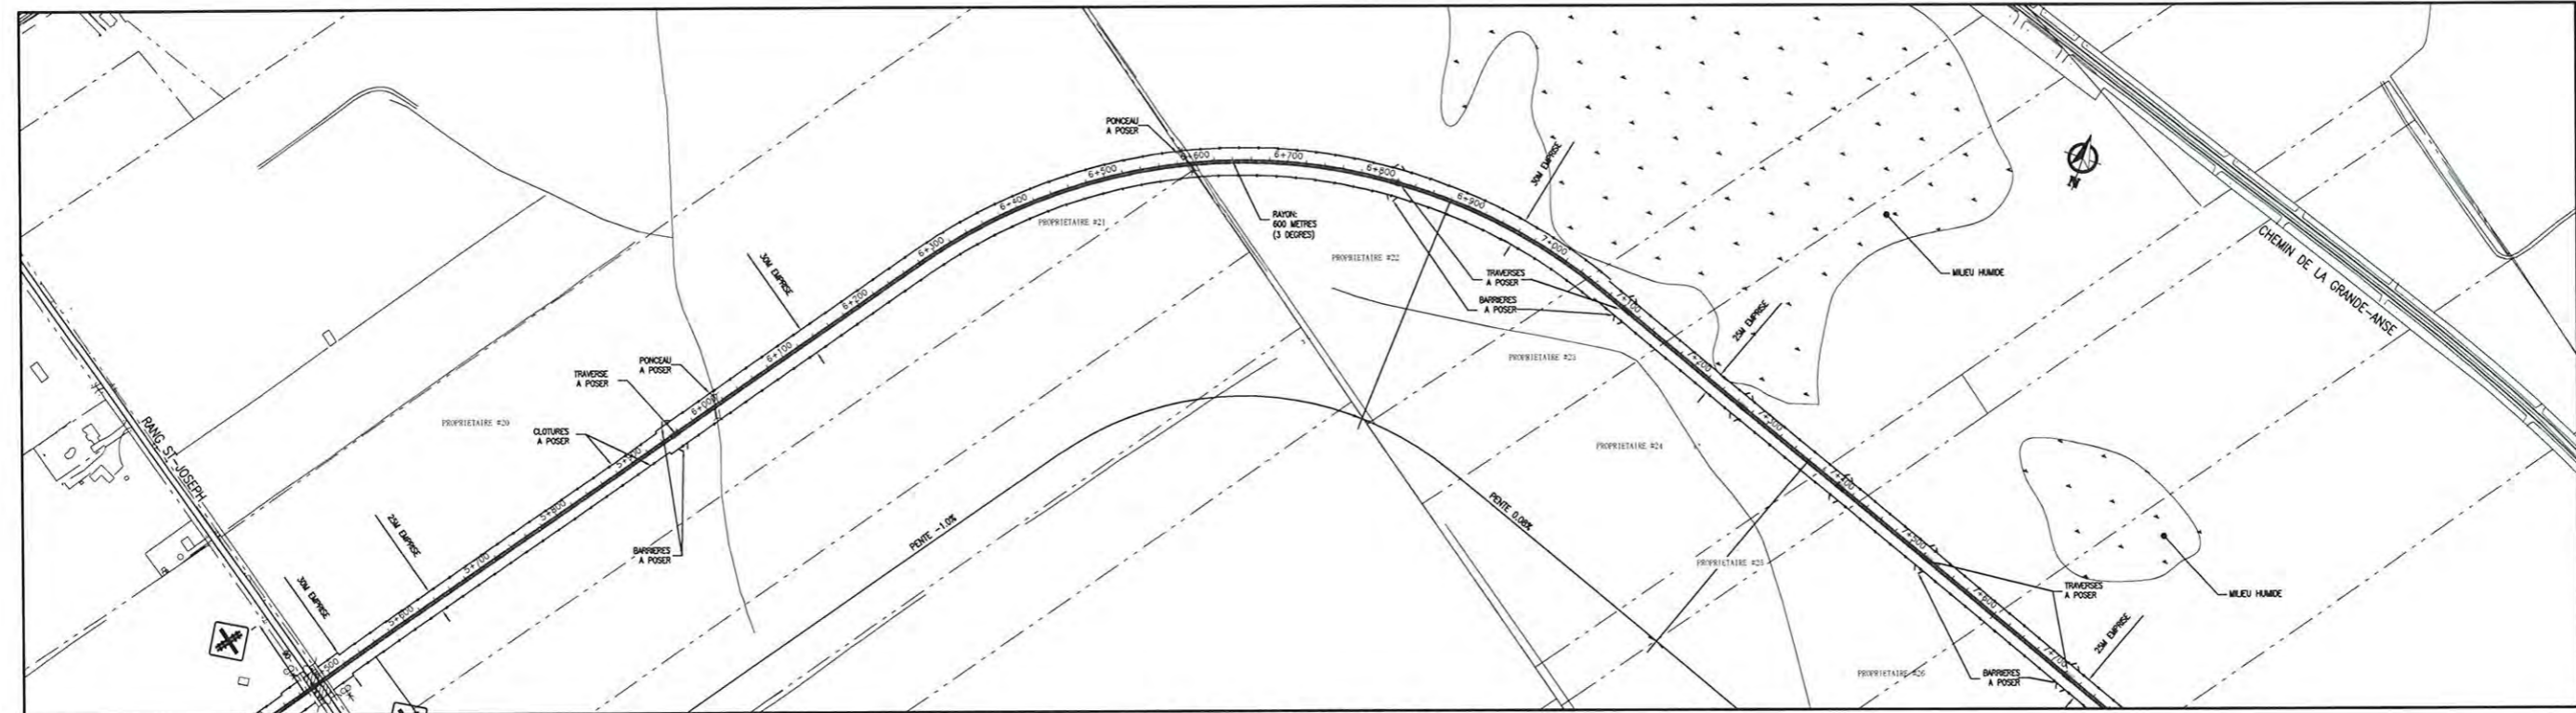 RANG ST-JOSEPH
CHEMIN DE LA GRANDE-ANSE
30M EMPRISE
25M EMPRISE
5+600
5+700
5+800
PROPRIETAIRE #20
CLOTURES
A POSER
TRAVERSE
A POSER
PONCEAU
A POSER
BARRIERES
A POSER
6+000
6+100
6+200
6+300
6+400
6+500
6+600
6+700
6+800
6+900
7+000
7+100
7+200
7+300
7+400
7+500
7+600
7+700
30M EMPRISE
PROPRIETAIRE #21
PONCEAU
A POSER
RAYON:
600 METRES
(3 DEGRES)
PROPRIETAIRE #22
TRAVERSES
A POSER
BARRIERES
A POSER
30M EMPRISE
MILIEU HUMIDE
25M EMPRISE
PROPRIETAIRE #23
PROPRIETAIRE #24
PROPRIETAIRE #25
PROPRIETAIRE #26
PENTE -1.0%
PENTE 0.08%
TRAVERSES
A POSER
MILIEU HUMIDE
25M EMPRISE
BARRIERES
A POSER